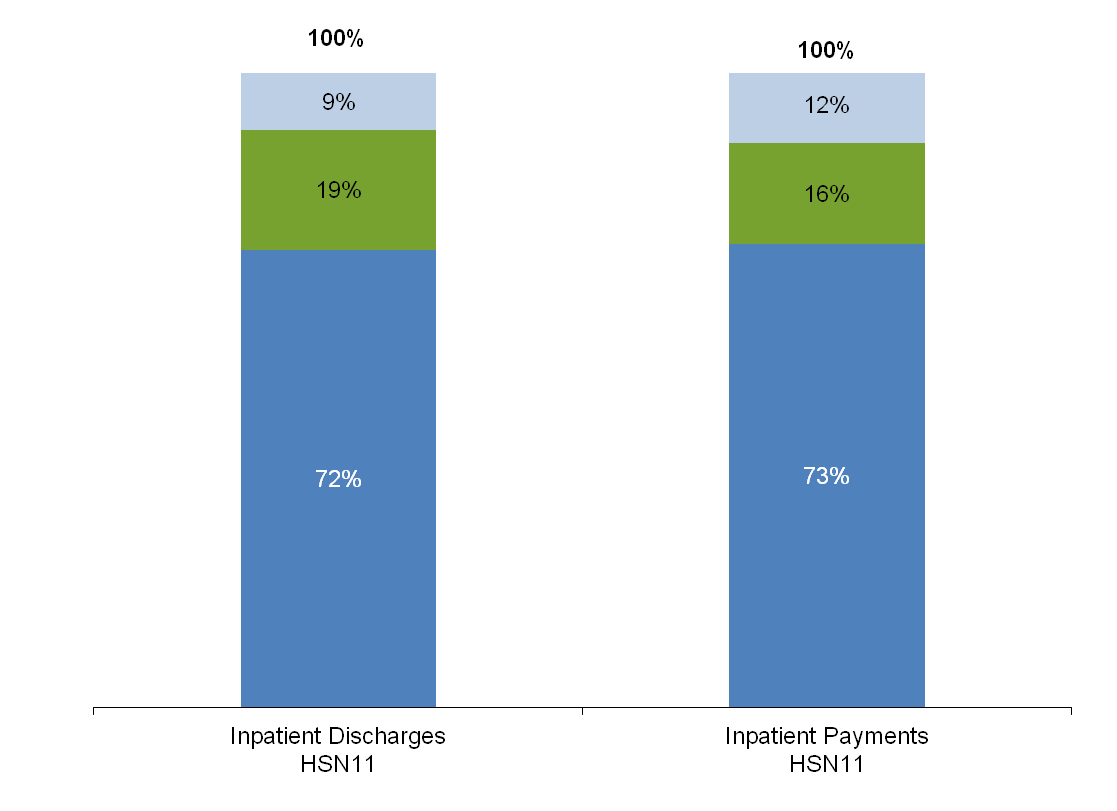 100%
100%
9%
12%
19%
16%
72%
73%
Inpatient Discharges
HSN11
Inpatient Payments
HSN11